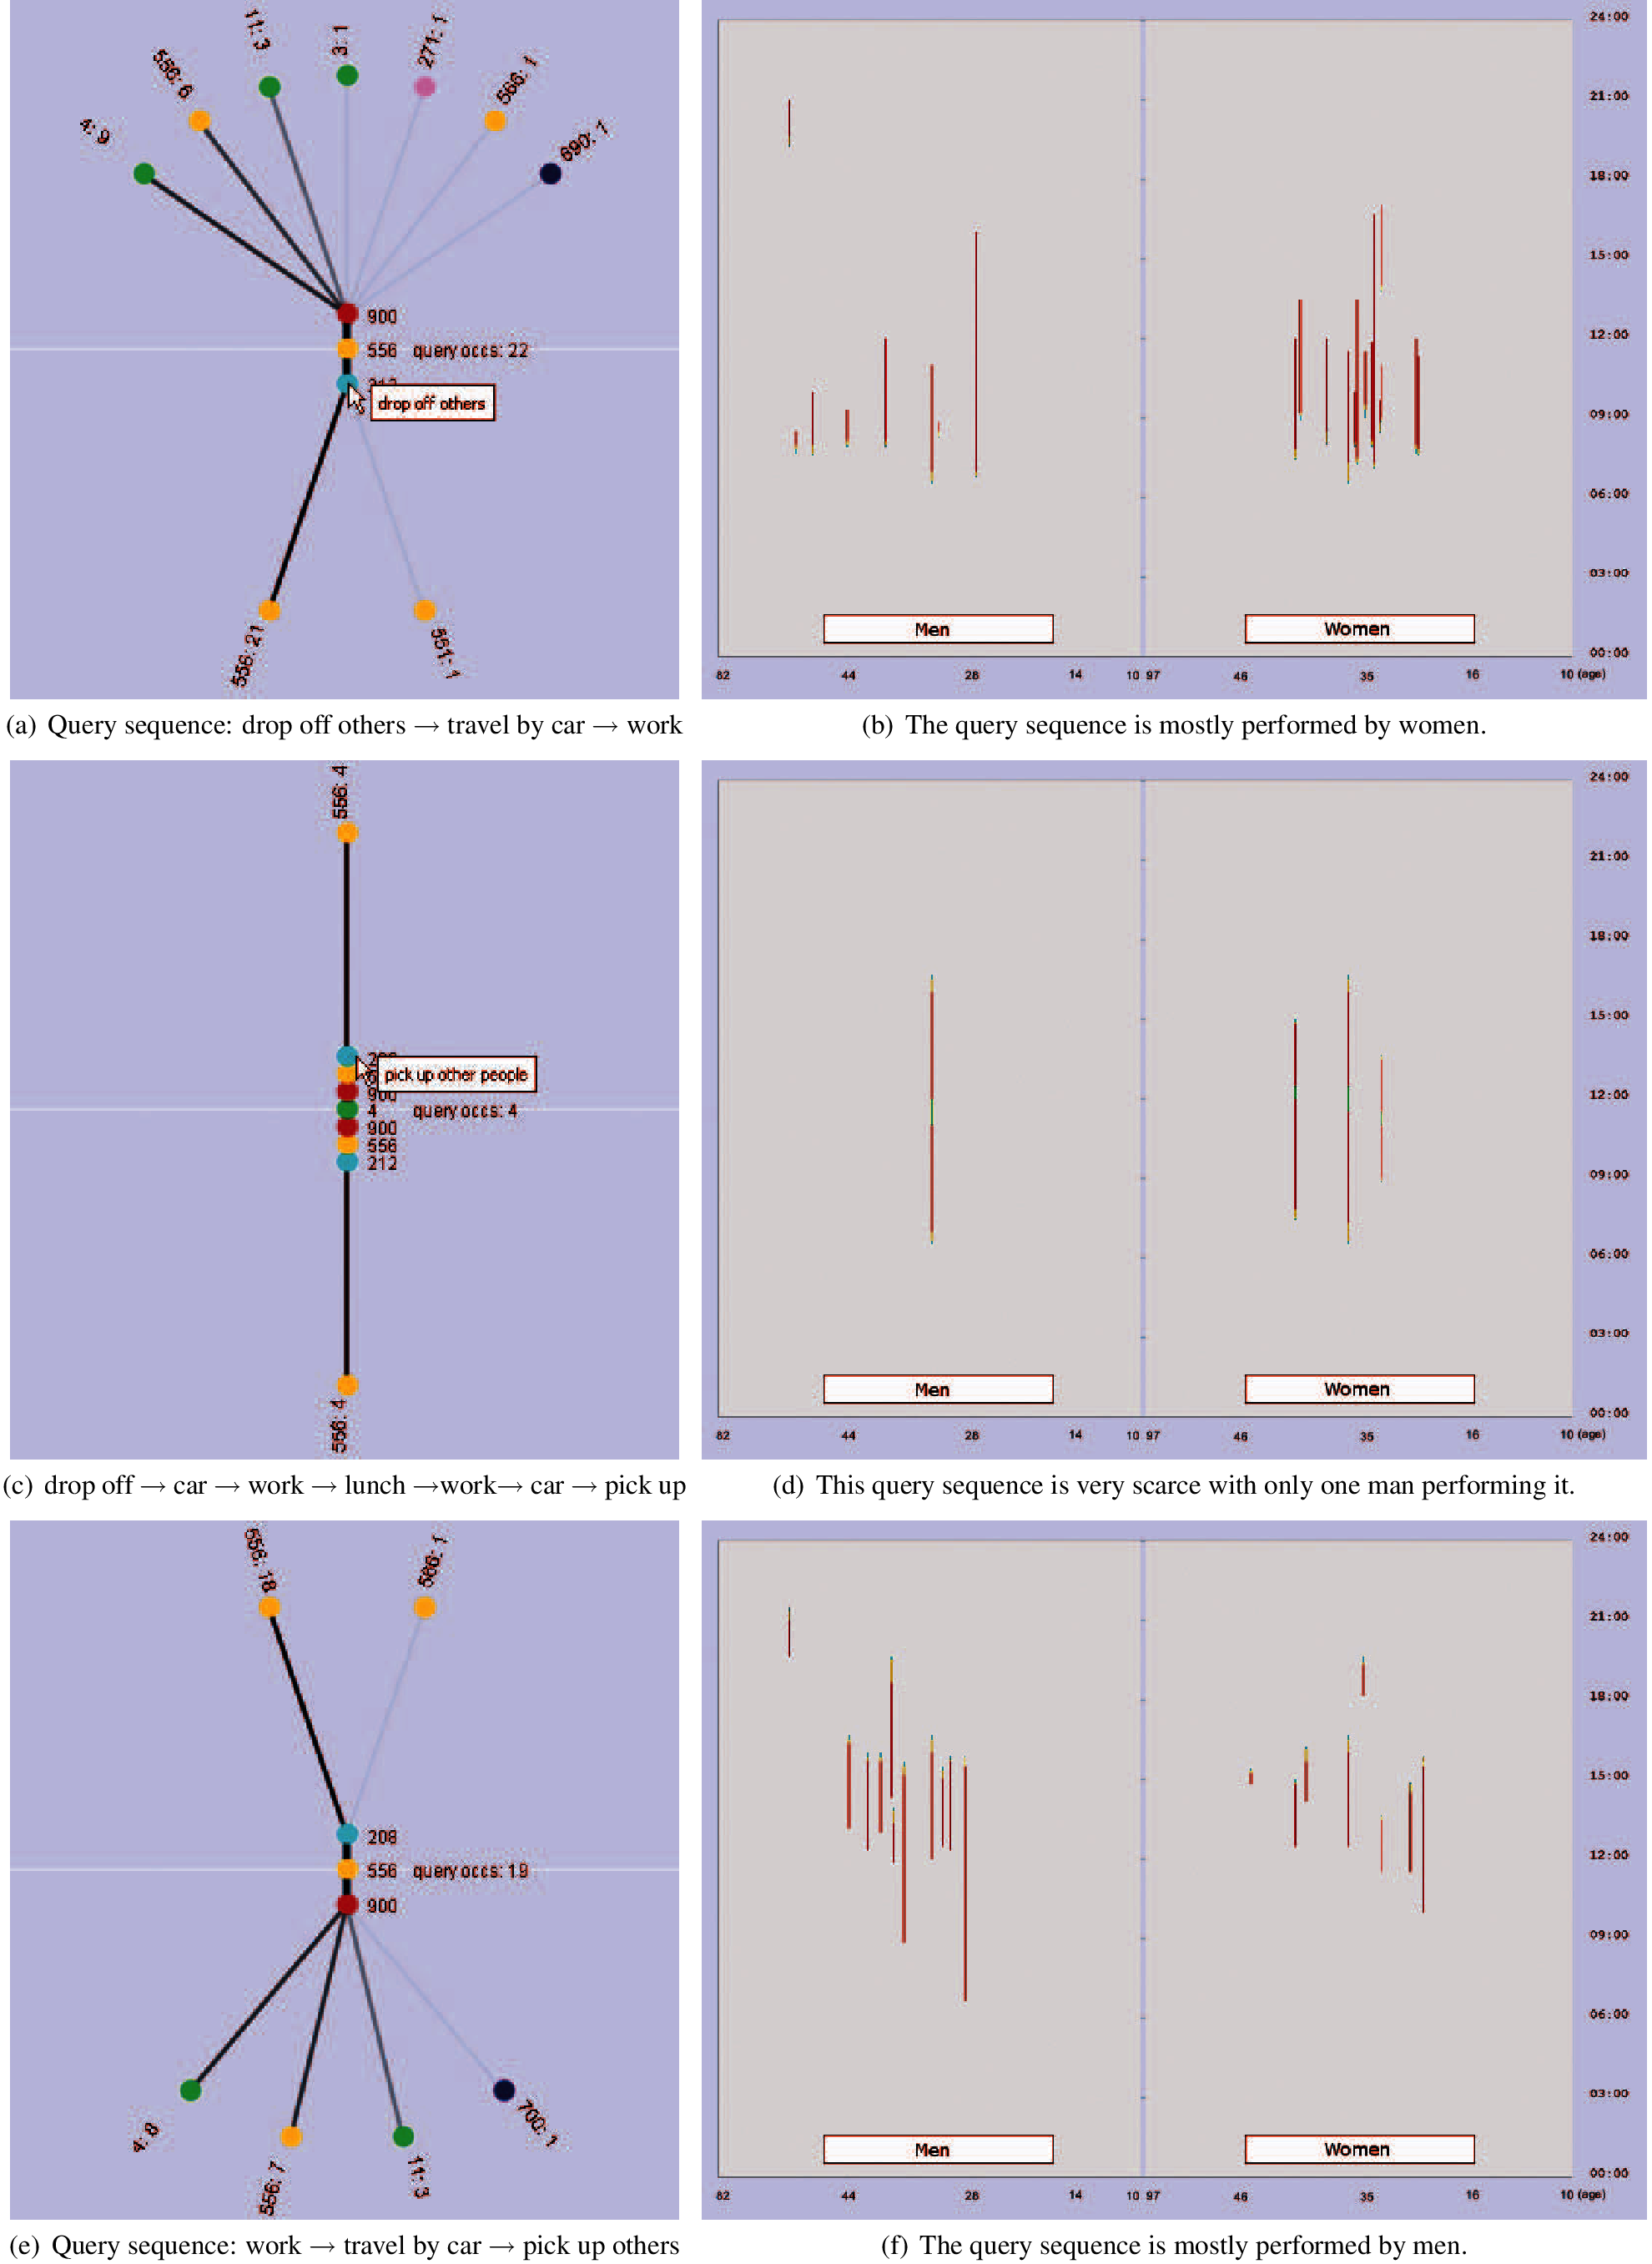 11: 3
3: 1
271: 1
556: 6
566: 1
4: 9
690: 1
900
556 query occs: 22
drop off others
556: 21
551: 1
24:00
21:00
18:00
15:00
12:00
09:00
06:00
03:00
00:00
Men
Women
82 44 28 14 10 97 46 35 16 10 (age)
(a) Query sequence: drop off others → travel by car → work
(b) The query sequence is mostly performed by women.
556: 4
pick up other people
900
4 query occs: 4
900
556
212
556: 4
24:00
21:00
18:00
15:00
12:00
09:00
06:00
03:00
00:00
Men
Women
82 44 28 14 10 97 46 35 16 10 (age)
(c) drop off → car → work → lunch →work→ car → pick up
(d) This query sequence is very scarce with only one man performing it.
556: 18
566: 1
208
556 query occs: 19
900
4: 8
556: 7
11: 3
700: 1
24:00
21:00
18:00
15:00
12:00
09:00
06:00
03:00
00:00
Men
Women
82 44 28 14 10 97 46 35 16 10 (age)
(e) Query sequence: work → travel by car → pick up others
(f) The query sequence is mostly performed by men.